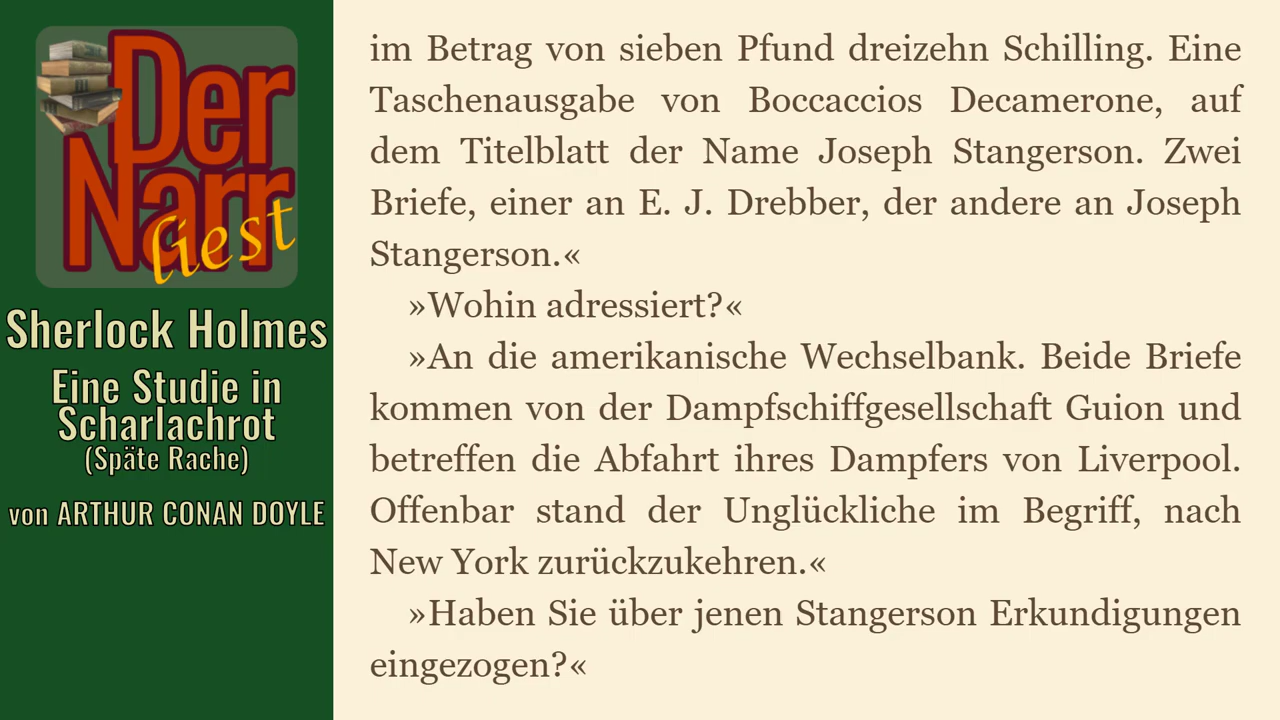 Der
Narr
liest
Sherlock Holmes
Eine Studie in
Scharlachrot
(Späte Rache)
von ARTHUR CONAN DOYLE
im Betrag von sieben Pfund dreizehn Schilling. Eine
Taschenausgabe von Boccaccios Decamerone, auf
dem Titelblatt der Name Joseph Stangerson. Zwei
Briefe, einer an E. J. Drebber, der andere an Joseph
Stangerson.«
»Wohin adressiert?«
»An die amerikanische Wechselbank. Beide Briefe
kommen von der Dampfschiffgesellschaft Guion und
betreffen die Abfahrt ihres Dampfers von Liverpool.
Offenbar stand der Unglückliche im Begriff, nach
New York zurückzukehren.«
»Haben Sie über jenen Stangerson Erkundigungen
eingezogen?«